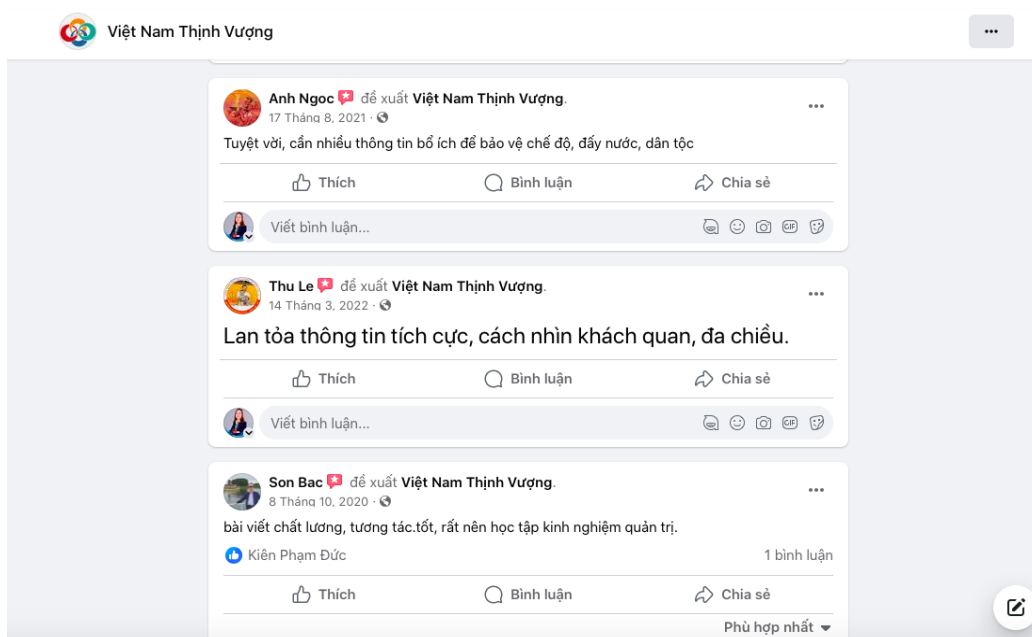 Việt Nam Thịnh Vượng
Anh Ngoc đề xuất Việt Nam Thịnh Vượng.
17 Tháng 8, 2021 ·
Tuyệt vời, cần nhiều thông tin bổ ích để bảo vệ chế độ, đấy nước, dân tộc
Thích Bình luận Chia sẻ
Viết bình luận... GIF
Thu Le đề xuất Việt Nam Thịnh Vượng.
14 Tháng 3, 2022 ·
Lan tỏa thông tin tích cực, cách nhìn khách quan, đa chiều.
Thích Bình luận Chia sẻ
Viết bình luận... GIF
Son Bac đề xuất Việt Nam Thịnh Vượng.
8 Tháng 10, 2020 ·
bài viết chất lương, tương tác.tốt, rất nên học tập kinh nghiệm quản trị.
Kiên Phạm Đức 1 bình luận
Thích Bình luận Chia sẻ
Phù hợp nhất